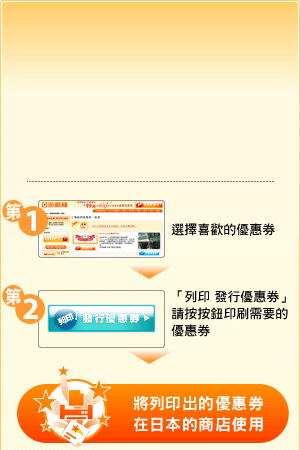 第1
選擇喜歡的優惠券
第2
列印! 發行優惠券
「列印 發行優惠券」
請按按鈕印刷需要的
優惠券
將列印出的優惠券
在日本的商店使用